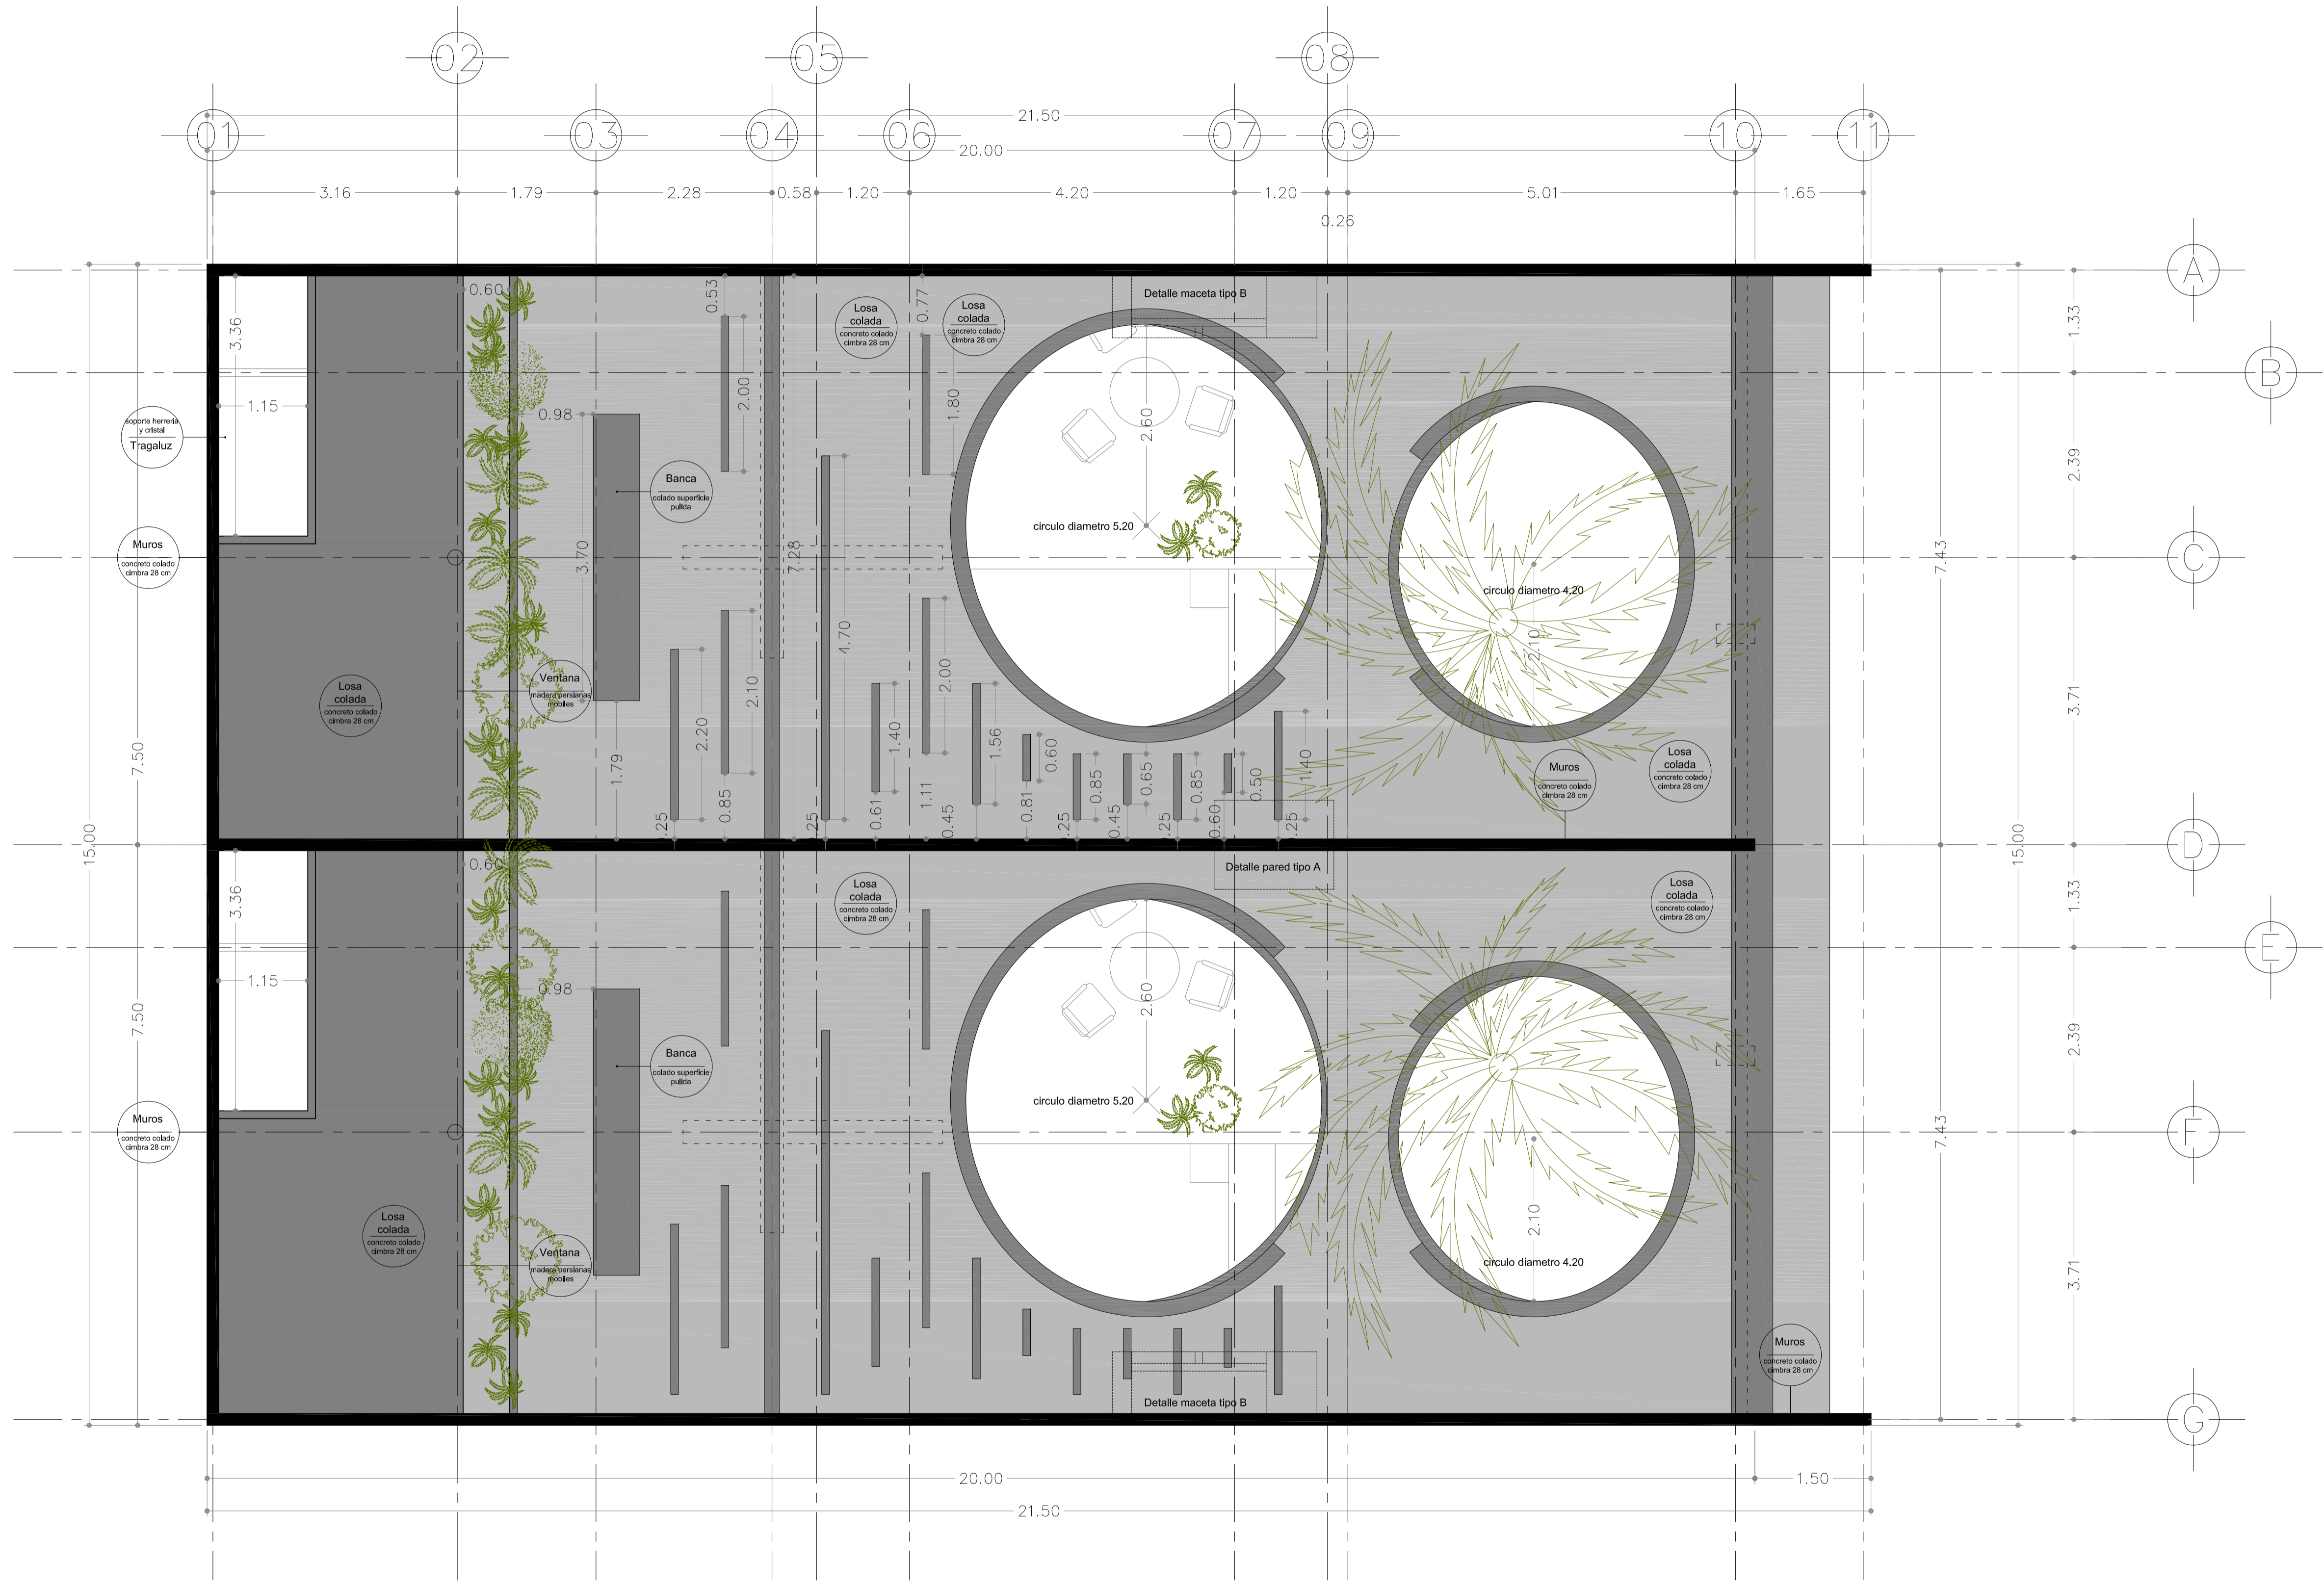 02
05
08
01
03
04
06
07
09
10
11
21.50
20.00
3.16
1.79
2.28
0.58
1.20
4.20
1.20
0.26
5.01
1.65
A
B
C
D
E
F
G
1.33
2.39
3.71
1.33
2.39
3.71
7.43
7.43
15.00
15.00
7.50
7.50
3.36
1.15
0.60
0.98
0.53
2.00
0.77
1.80
Losa
colada
concreto colado
cimbra 28 cm
Losa
colada
concreto colado
cimbra 28 cm
Detalle maceta tipo B
soporte herrería
y cristal
Tragaluz
Banca
colado superficie
pulida
2.60
circulo diametro 5.20
Muros
concreto colado
cimbra 28 cm
3.70
7.28
4.70
circulo diametro 4.20
2.10
Losa
colada
concreto colado
cimbra 28 cm
Ventana
madera persianas
mobiles
1.79
2.20
2.10
0.85
1.40
2.00
1.56
0.60
0.85
0.65
0.85
0.50
1.40
.25
.25
0.61
1.11
0.45
0.81
.25
0.45
.25
0.60
.25
Muros
concreto colado
cimbra 28 cm
Losa
colada
concreto colado
cimbra 28 cm
Detalle pared tipo A
3.36
1.15
0.60
0.98
Losa
colada
concreto colado
cimbra 28 cm
Losa
colada
concreto colado
cimbra 28 cm
Banca
colado superficie
pulida
2.60
circulo diametro 5.20
Muros
concreto colado
cimbra 28 cm
Losa
colada
concreto colado
cimbra 28 cm
Ventana
madera persianas
mobiles
2.10
circulo diametro 4.20
Muros
concreto colado
cimbra 28 cm
Detalle maceta tipo B
20.00
1.50
21.50